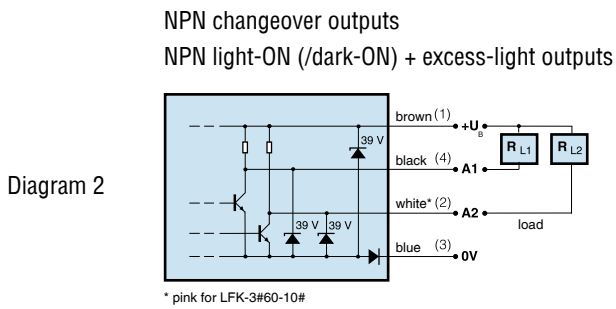 NPN changeover outputs
NPN light-ON (/dark-ON) + excess-light outputs
Diagram 2
brown (1) +UB
39 V
RL1 RL2
black (4) A1
white* (2) A2
load
39 V 39 V
blue (3) 0V
* pink for LFK-3#60-10#